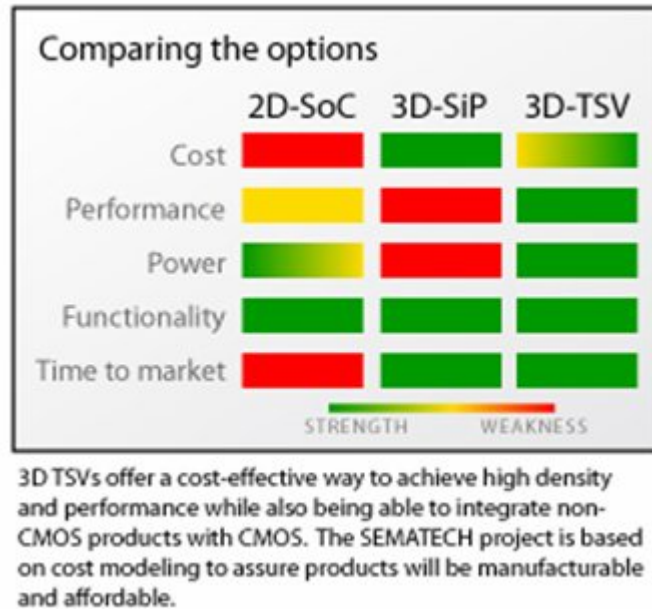 Comparing the options
2D-SoC 3D-SiP 3D-TSV
Cost
Performance
Power
Functionality
Time to market
STRENGTH WEAKNESS
3D TSVs offer a cost-effective way to achieve high density
and performance while also being able to integrate non-
CMOS products with CMOS. The SEMATECH project is based
on cost modeling to assure products will be manufacturable
and affordable.